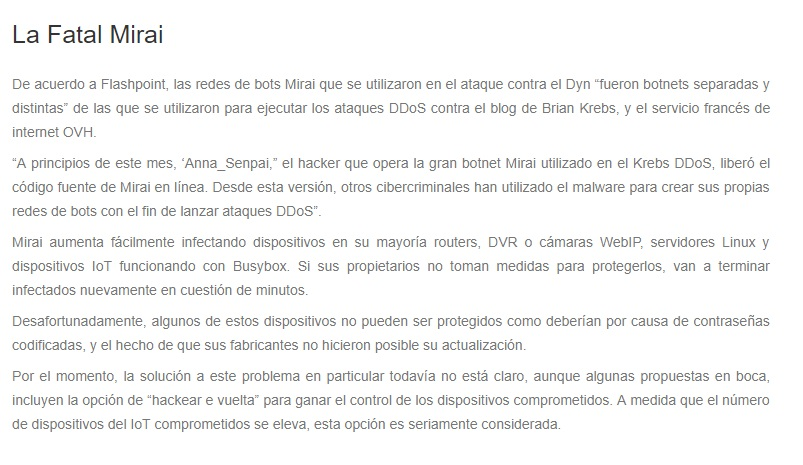 La Fatal Mirai
De acuerdo a Flashpoint, las redes de bots Mirai que se utilizaron en el ataque contra el Dyn “fueron botnets separadas y
distintas” de las que se utilizaron para ejecutar los ataques DDoS contra el blog de Brian Krebs, y el servicio francés de
internet OVH.
“A principios de este mes, ‘Anna_Senpai,” el hacker que opera la gran botnet Mirai utilizado en el Krebs DDoS, liberó el
código fuente de Mirai en línea. Desde esta versión, otros cibercriminales han utilizado el malware para crear sus propias
redes de bots con el fin de lanzar ataques DDoS”.
Mirai aumenta fácilmente infectando dispositivos en su mayoría routers, DVR o cámaras WebIP, servidores Linux y
dispositivos IoT funcionando con Busybox. Si sus propietarios no toman medidas para protegerlos, van a terminar
infectados nuevamente en cuestión de minutos.
Desafortunadamente, algunos de estos dispositivos no pueden ser protegidos como deberían por causa de contraseñas
codificadas, y el hecho de que sus fabricantes no hicieron posible su actualización.
Por el momento, la solución a este problema en particular todavía no está claro, aunque algunas propuestas en boca,
incluyen la opción de “hackear e vuelta” para ganar el control de los dispositivos comprometidos. A medida que el número
de dispositivos del IoT comprometidos se eleva, esta opción es seriamente considerada.